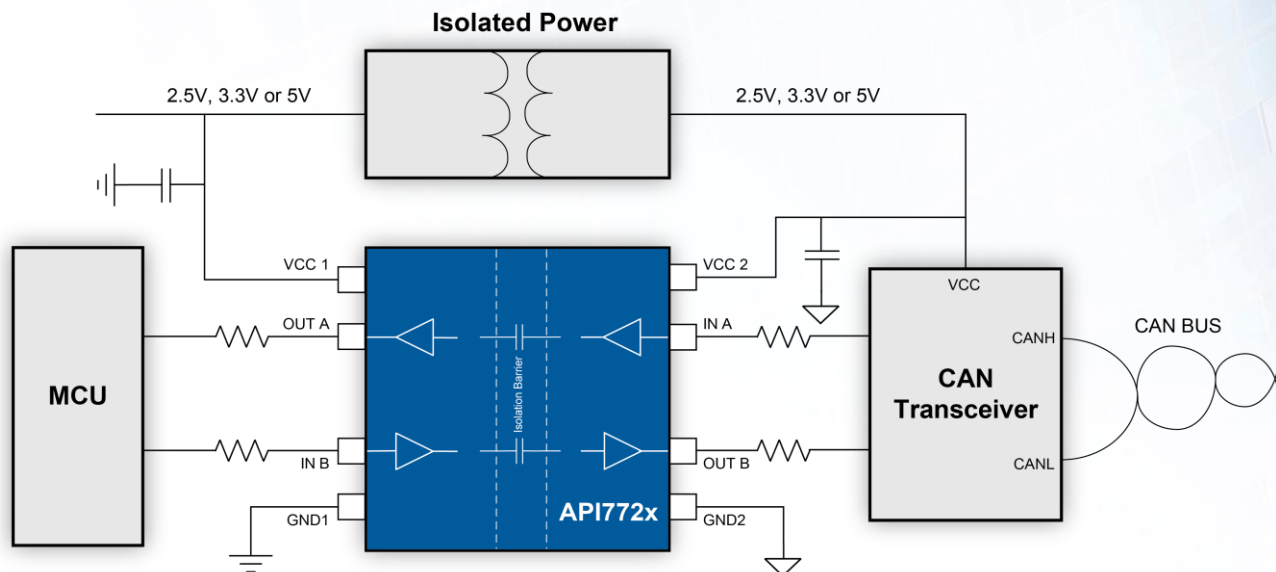 Isolated Power
2.5V, 3.3V or 5V
2.5V, 3.3V or 5V
MCU
VCC 1
OUT A
IN B
GND1
Isolation Barrier
API772x
VCC 2
IN A
OUT B
GND2
VCC
CANH
CAN
Transceiver
CANL
CAN BUS